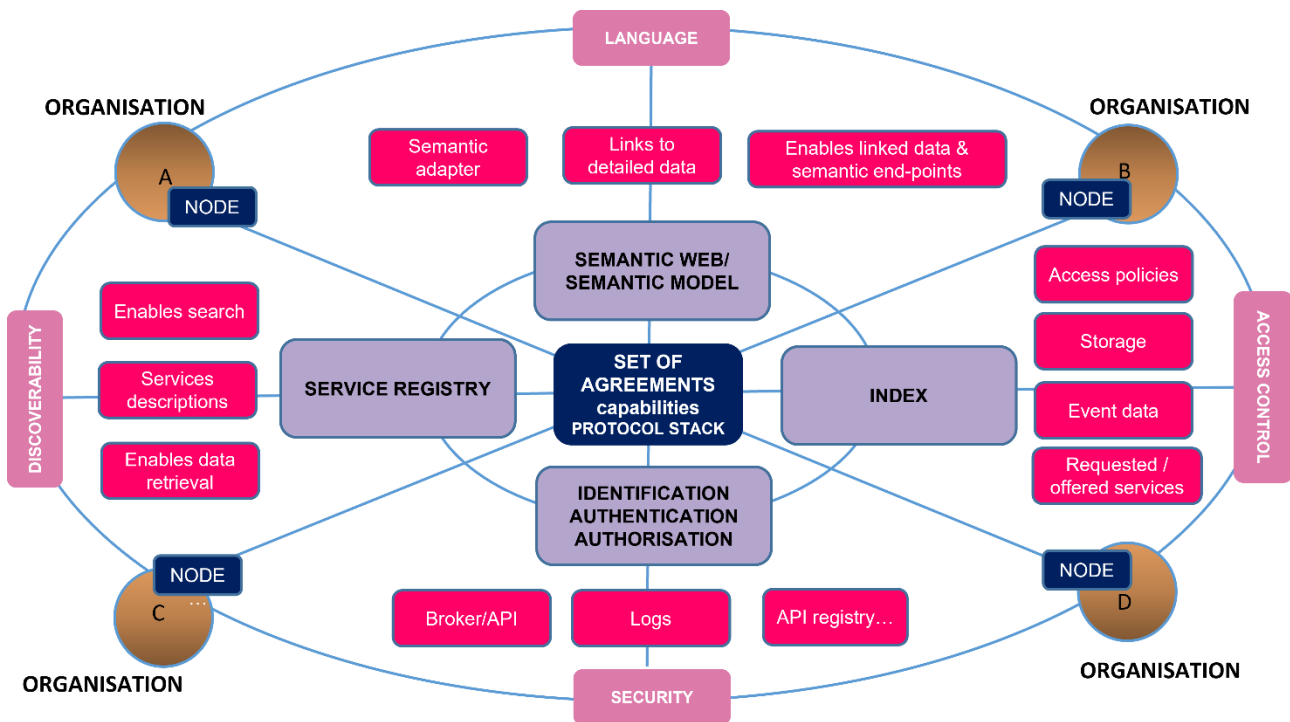 LANGUAGE
ORGANISATION
ORGANISATION
A
NODE
B
NODE
Semantic
adapter
Links to
detailed data
Enables linked data &
semantic end-points
SEMANTIC WEB/
SEMANTIC MODEL
DISCOVERABILITY
Enables search
Services
descriptions
Enables data
retrieval
SERVICE REGISTRY
SET OF
AGREEMENTS
capabilities
PROTOCOL STACK
INDEX
Access policies
Storage
Event data
Requested /
offered services
ACCESS CONTROL
IDENTIFICATION
AUTHENTICATION
AUTHORISATION
NODE
...
C
NODE
D
Broker/API
Logs
API registry…
ORGANISATION
ORGANISATION
SECURITY